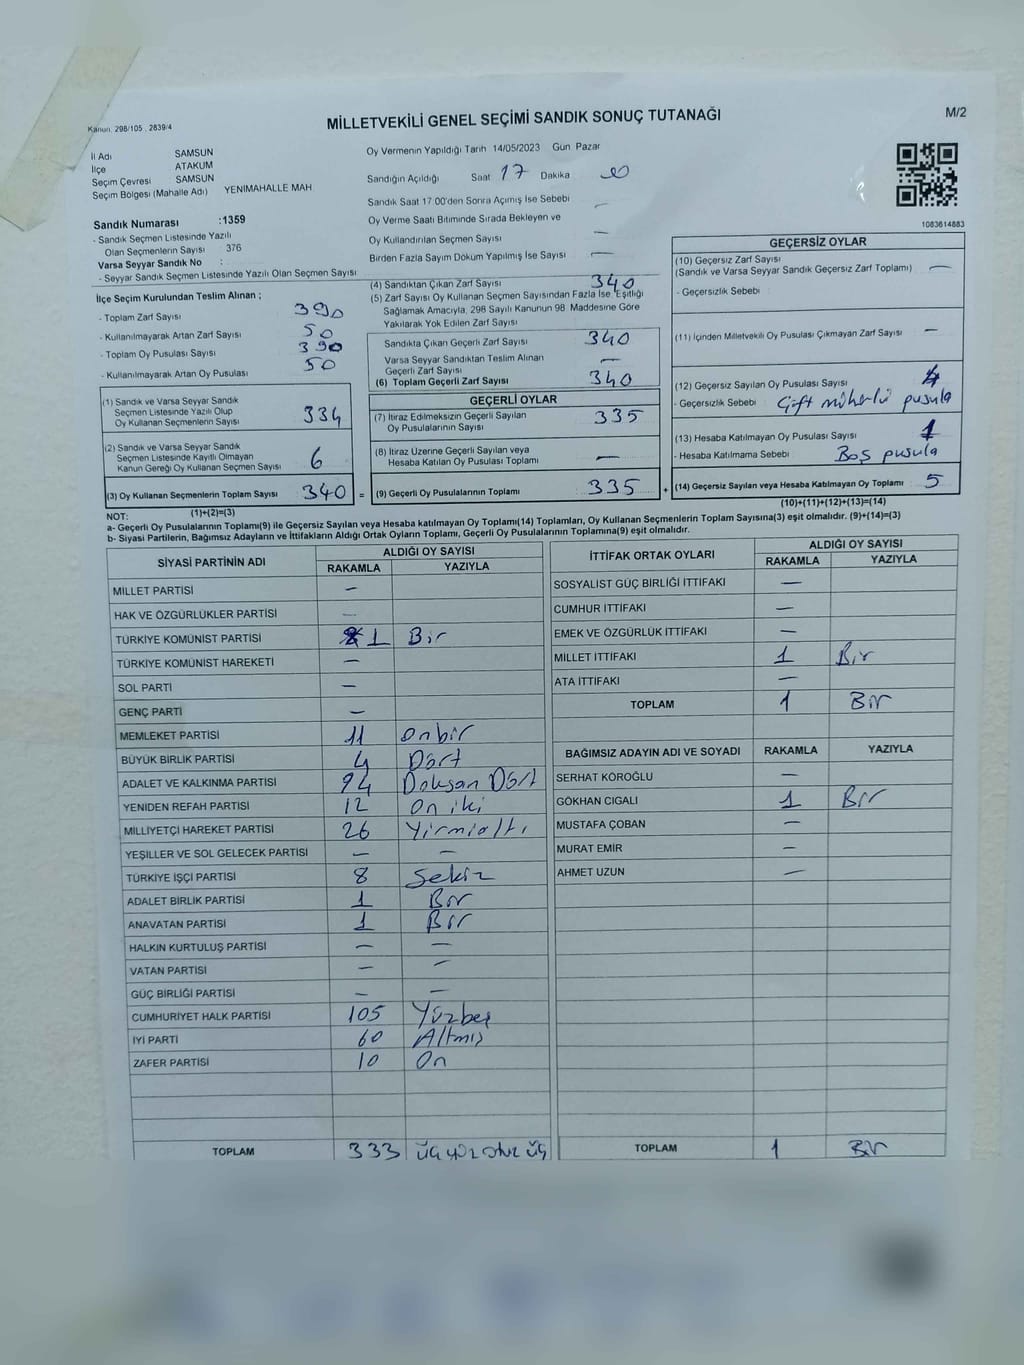 Kanun. 298/105 . 2839/4
MİLLETVEKİLİ GENEL SEÇİMİ SANDIK SONUÇ TUTANAĞI
M/2
İl Adı SAMSUN
İlçe ATAKUM
Seçim Çevresi SAMSUN
Seçim Bölgesi (Mahalle Adı) YENİMAHALLE MAH
Oy Vermenin Yapıldığı Tarih 14/05/2023 Gün Pazar
Sandığın Açıldığı Saat 17 Dakika
Sandık Saat 17:00'den Sonra Açılmış İse Sebebi —
Oy Verme Saati Bitiminde Sırada Bekleyen ve
Oy Kullandırılan Seçmen Sayısı —
Birden Fazla Sayım Döküm Yapılmış İse Sayısı —
1083614883
Sandık Numarası :1359
- Sandık Seçmen Listesinde Yazılı
Olan Seçmenlerin Sayısı 376
Varsa Seyyar Sandık No :
- Seyyar Sandık Seçmen Listesinde Yazılı Olan Seçmen Sayısı
İlçe Seçim Kurulundan Teslim Alınan ;
- Toplam Zarf Sayısı 390
- Kullanılmayarak Artan Zarf Sayısı 50
- Toplam Oy Pusulası Sayısı 390
- Kullanılmayarak Artan Oy Pusulası 50
(1) Sandık ve Varsa Seyyar Sandık
Seçmen Listesinde Yazılı Olup
Oy Kullanan Seçmenlerin Sayısı 334
(2) Sandık ve Varsa Seyyar Sandık
Seçmen Listesinde Kayıtlı Olmayan
Kanun Gereği Oy Kullanan Seçmen Sayısı 6
(3) Oy Kullanan Seçmenlerin Toplam Sayısı 340 =
(1)+(2)=(3)
(4) Sandıktan Çıkan Zarf Sayısı 340
(5) Zarf Sayısı Oy Kullanan Seçmen Sayısından Fazla İse, Eşitliği
Sağlamak Amacıyla, 298 Sayılı Kanunun 98. Maddesine Göre
Yakılarak Yok Edilen Zarf Sayısı
Sandıkta Çıkan Geçerli Zarf Sayısı 340
Varsa Seyyar Sandıktan Teslim Alınan
Geçerli Zarf Sayısı —
(6) Toplam Geçerli Zarf Sayısı 340
GEÇERLİ OYLAR
(7) İtiraz Edilmeksizin Geçerli Sayılan
Oy Pusulalarının Sayısı 335
(8) İtiraz Üzerine Geçerli Sayılan veya
Hesaba Katılan Oy Pusulası Toplamı —
(9) Geçerli Oy Pusulalarının Toplamı 335 +
GEÇERSİZ OYLAR
(10) Geçersiz Zarf Sayısı
(Sandık ve Varsa Seyyar Sandık Geçersiz Zarf Toplamı) —
- Geçersizlik Sebebi :
(11) İçinden Milletvekili Oy Pusulası Çıkmayan Zarf Sayısı —
(12) Geçersiz Sayılan Oy Pusulası Sayısı 4
- Geçersizlik Sebebi : Çift mühürlü pusula
(13) Hesaba Katılmayan Oy Pusulası Sayısı 1
- Hesaba Katılmama Sebebi : Boş pusula
(14) Geçersiz Sayılan veya Hesaba Katılmayan Oy Toplamı 5
(10)+(11)+(12)+(13)=(14)
NOT:
a- Geçerli Oy Pusulalarının Toplamı(9) ile Geçersiz Sayılan veya Hesaba katılmayan Oy Toplamı(14) Toplamları, Oy Kullanan Seçmenlerin Toplam Sayısına(3) eşit olmalıdır. (9)+(14)=(3)
b- Siyasi Partilerin, Bağımsız Adayların ve İttifakların Aldığı Ortak Oyların Toplamı, Geçerli Oy Pusulalarının Toplamına(9) eşit olmalıdır.
SİYASİ PARTİNİN ADI ALDIĞI OY SAYISI
RAKAMLA YAZIYLA
MİLLET PARTİSİ —
HAK VE ÖZGÜRLÜKLER PARTİSİ —
TÜRKİYE KOMÜNİST PARTİSİ 1 Bir
TÜRKİYE KOMÜNİST HAREKETİ —
SOL PARTİ —
GENÇ PARTİ —
MEMLEKET PARTİSİ 11 Onbir
BÜYÜK BİRLİK PARTİSİ 4 Dört
ADALET VE KALKINMA PARTİSİ 94 Doksan Dört
YENİDEN REFAH PARTİSİ 12 On iki
MİLLİYETÇİ HAREKET PARTİSİ 26 Yirmialtı
YEŞİLLER VE SOL GELECEK PARTİSİ — —
TÜRKİYE İŞÇİ PARTİSİ 8 Sekiz
ADALET BİRLİK PARTİSİ 1 Bir
ANAVATAN PARTİSİ 1 Bir
HALKIN KURTULUŞ PARTİSİ — —
VATAN PARTİSİ — —
GÜÇ BİRLİĞİ PARTİSİ — —
CUMHURİYET HALK PARTİSİ 105 Yüzbeş
İYİ PARTİ 60 Altmış
ZAFER PARTİSİ 10 On
TOPLAM 333 üçyüz otuz üç
İTTİFAK ORTAK OYLARI ALDIĞI OY SAYISI
RAKAMLA YAZIYLA
SOSYALİST GÜÇ BİRLİĞİ İTTİFAKI —
CUMHUR İTTİFAKI —
EMEK VE ÖZGÜRLÜK İTTİFAKI —
MİLLET İTTİFAKI 1 Bir
ATA İTTİFAKI —
TOPLAM 1 Bir
BAĞIMSIZ ADAYIN ADI VE SOYADI RAKAMLA YAZIYLA
SERHAT KÖROĞLU —
GÖKHAN CIGALI 1 Bir
MUSTAFA ÇOBAN —
MURAT EMİR —
AHMET UZUN —
TOPLAM 1 Bir